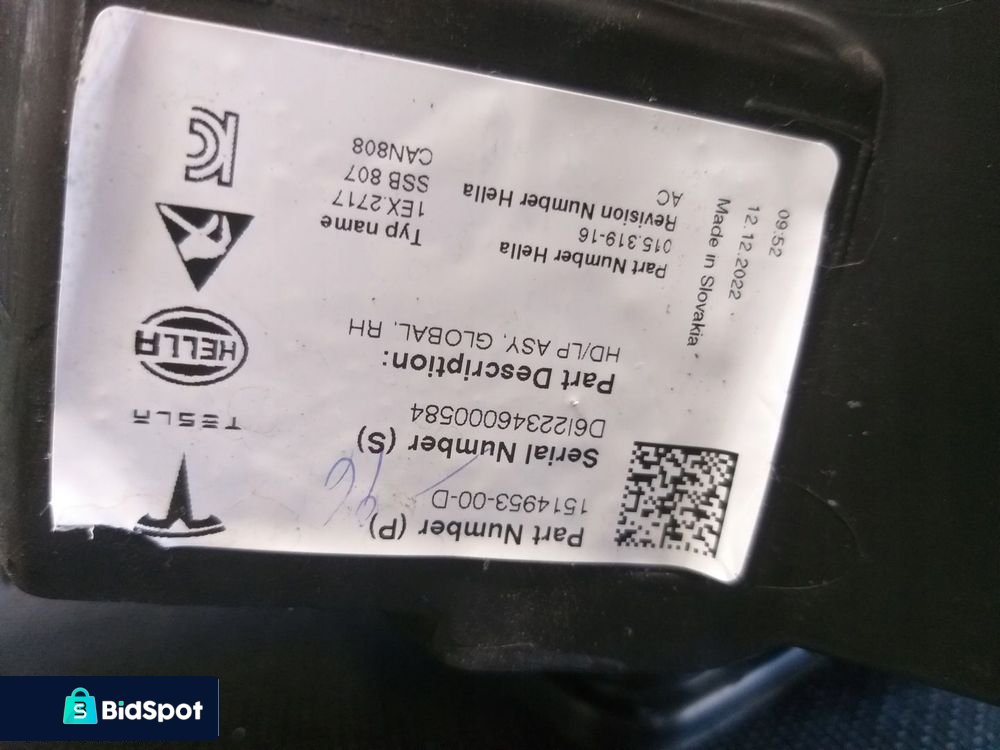 TESLA
HELLA
Part Number (P)
1514953-00-D
Serial Number (S)
D6I22346000584
Part Description:
HD/LP ASY, GLOBAL, RH
Part Number Hella
015.319-16
Revision Number Hella
AC
Typ name
1EX.2717
SSB 807
CAN808
Made in Slovakia
12.12.2022
09:52
BidSpot